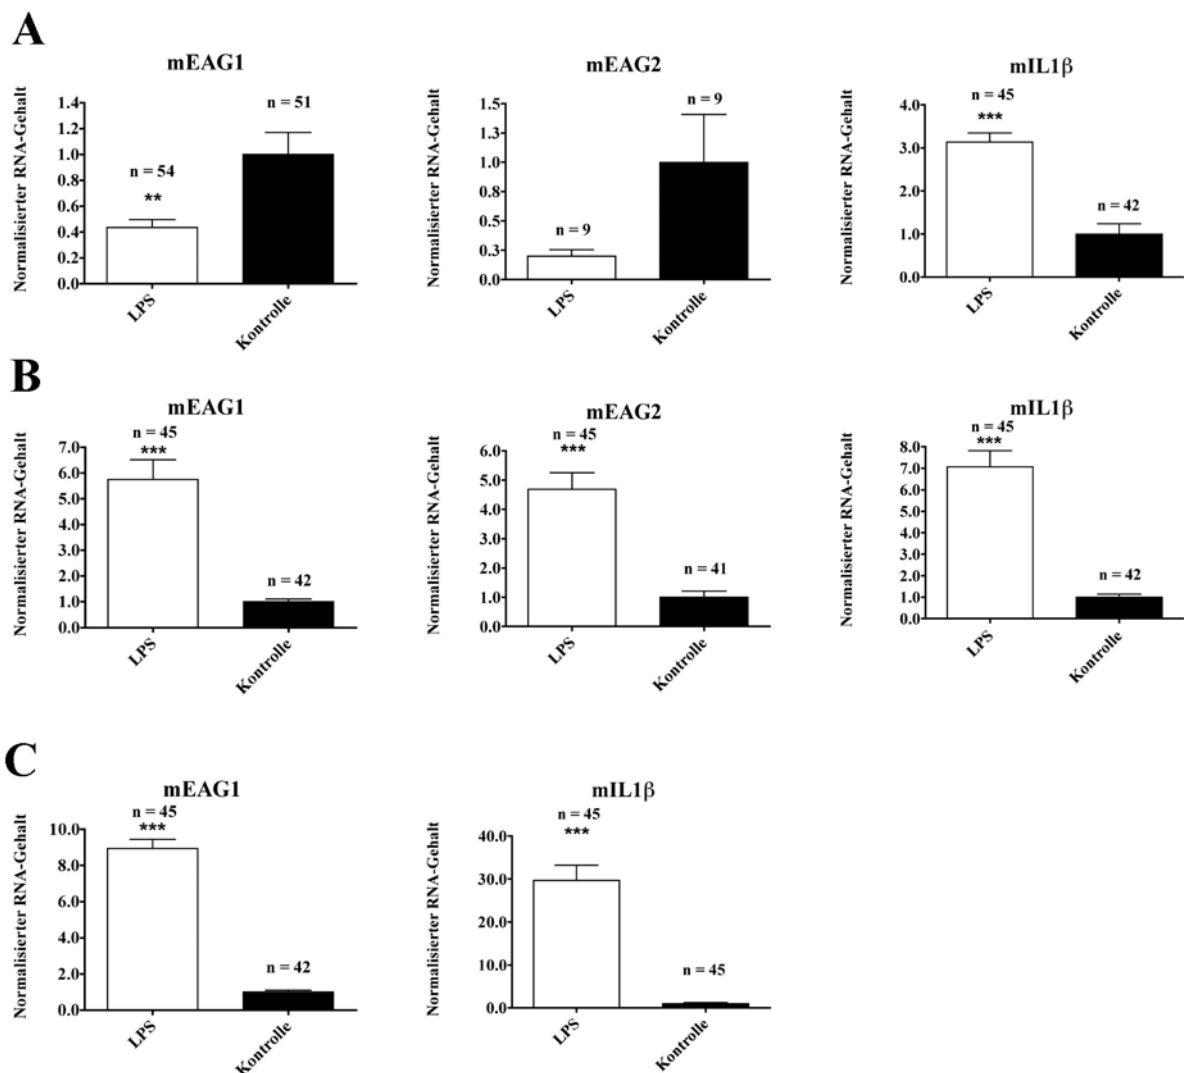 A
mEAG1
Normalisierter RNA-Gehalt
1.4
1.2
1.0
0.8
0.6
0.4
0.2
0.0
n = 54
**
n = 51
LPS
Kontrolle
mEAG2
Normalisierter RNA-Gehalt
1.5
1.3
1.0
0.8
0.5
0.3
0.0
n = 9
n = 9
LPS
Kontrolle
mIL1β
Normalisierter RNA-Gehalt
4.0
3.0
2.0
1.0
0.0
n = 45
***
n = 42
LPS
Kontrolle
B
mEAG1
Normalisierter RNA-Gehalt
7.0
6.0
5.0
4.0
3.0
2.0
1.0
0.0
n = 45
***
n = 42
LPS
Kontrolle
mEAG2
Normalisierter RNA-Gehalt
6.0
5.0
4.0
3.0
2.0
1.0
0.0
n = 45
***
n = 41
LPS
Kontrolle
mIL1β
Normalisierter RNA-Gehalt
8.0
7.0
6.0
5.0
4.0
3.0
2.0
1.0
0.0
n = 45
***
n = 42
LPS
Kontrolle
C
mEAG1
Normalisierter RNA-Gehalt
10.0
8.0
6.0
4.0
2.0
0.0
n = 45
***
n = 42
LPS
Kontrolle
mIL1β
Normalisierter RNA-Gehalt
40.0
30.0
20.0
10.0
0.0
n = 45
***
n = 45
LPS
Kontrolle